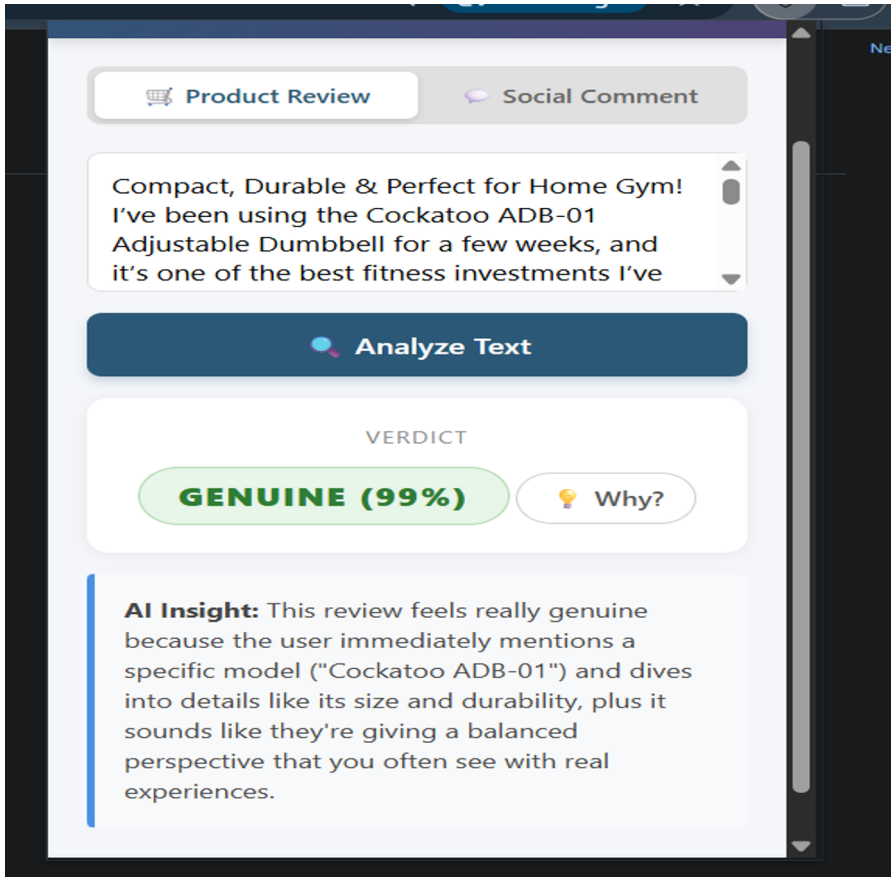 Ne
Product Review
Social Comment
Compact, Durable & Perfect for Home Gym!
I’ve been using the Cockatoo ADB-01
Adjustable Dumbbell for a few weeks, and
it’s one of the best fitness investments I’ve
Analyze Text
VERDICT
GENUINE (99%)
Why?
AI Insight: This review feels really genuine
because the user immediately mentions a
specific model ("Cockatoo ADB-01") and dives
into details like its size and durability, plus it
sounds like they're giving a balanced
perspective that you often see with real
experiences.